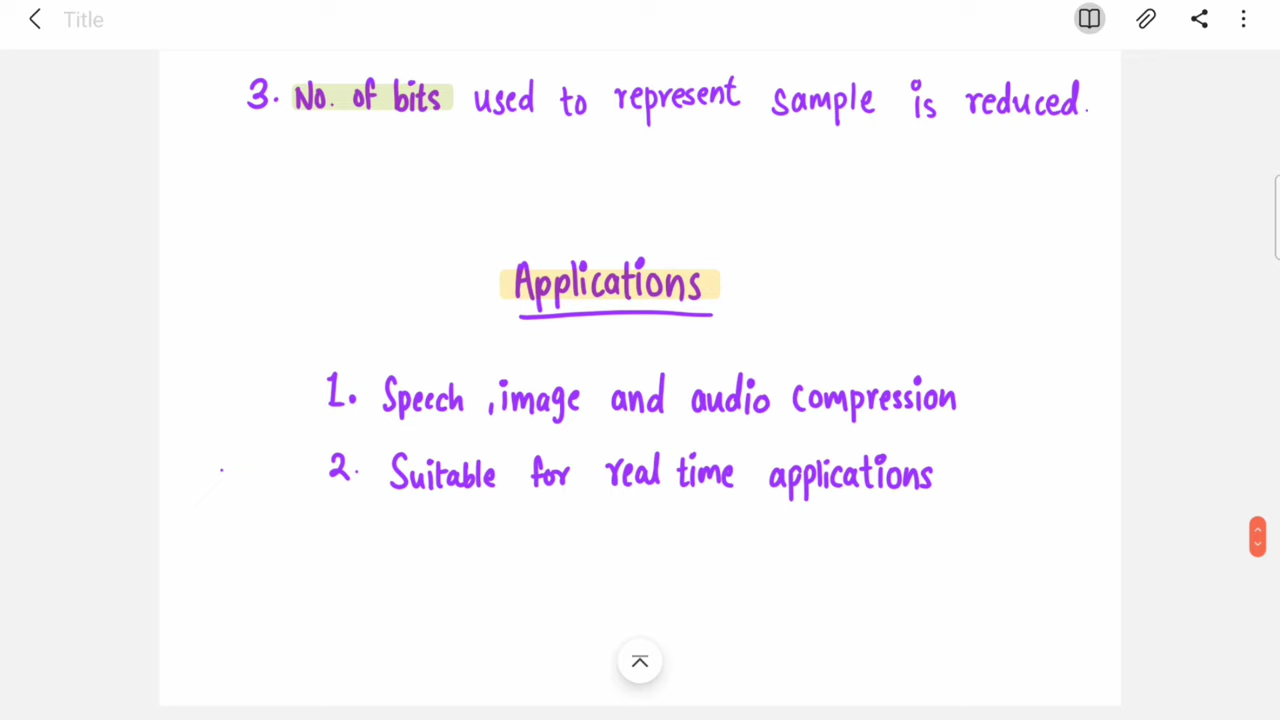 Title
3. No. of bits used to represent sample is reduced.
Applications
1. Speech, image and audio compression
2. Suitable for real time applications